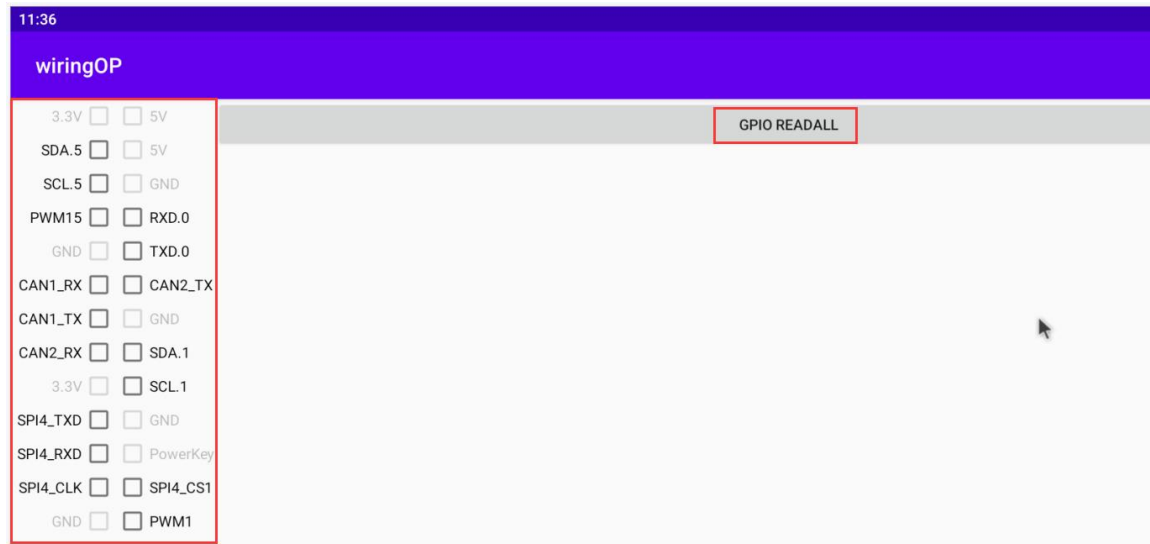 11:36
wiringOP
3.3V 5V
GPIO READALL
SDA.5 5V
SCL.5 GND
PWM15 RXD.0
GND TXD.0
CAN1_RX CAN2_TX
CAN1_TX GND
CAN2_RX SDA.1
3.3V SCL.1
SPI4_TXD GND
SPI4_RXD PowerKey
SPI4_CLK SPI4_CS1
GND PWM1